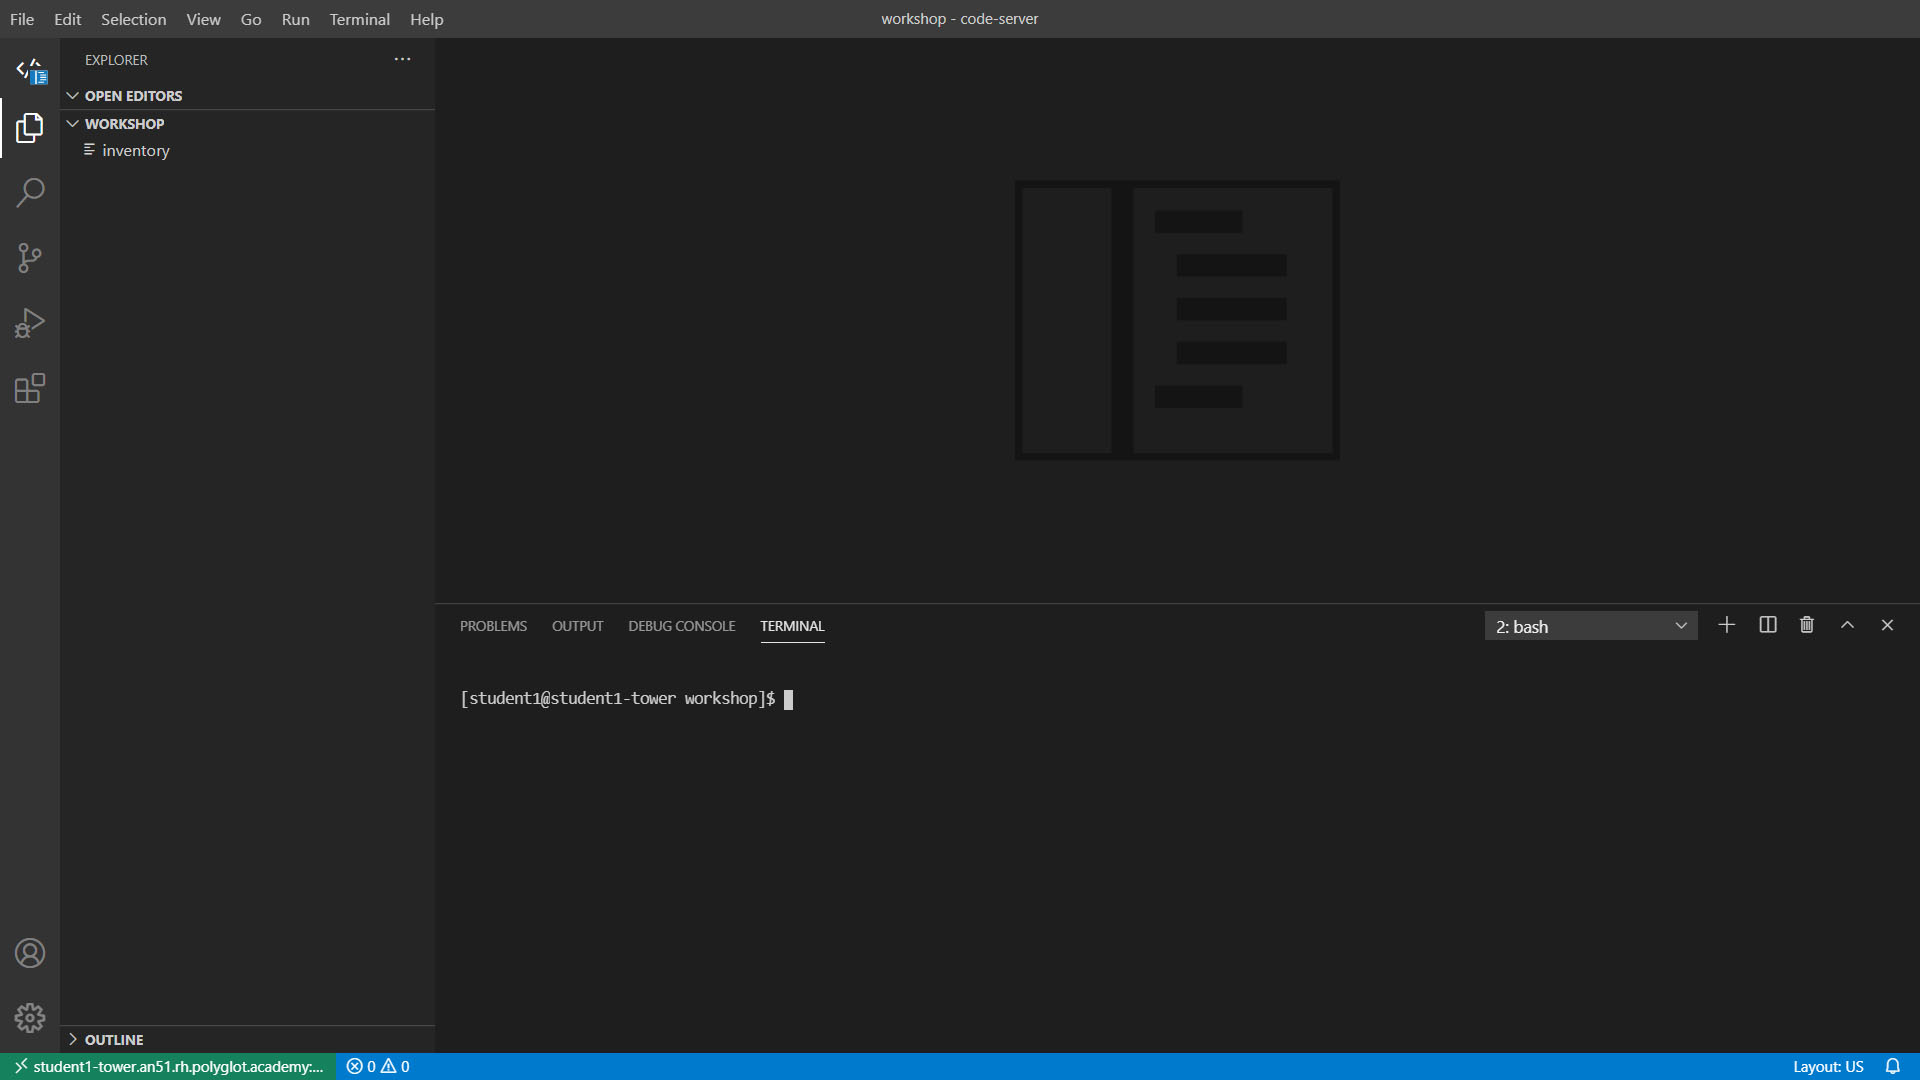 File Edit Selection View Go Run Terminal Help
workshop - code-server
EXPLORER
OPEN EDITORS
WORKSHOP
inventory
PROBLEMS OUTPUT DEBUG CONSOLE TERMINAL
2: bash
[student1@student1-tower workshop]$
OUTLINE
student1-tower.an51.rh.polyglot.academy:...
0 0
Layout: US